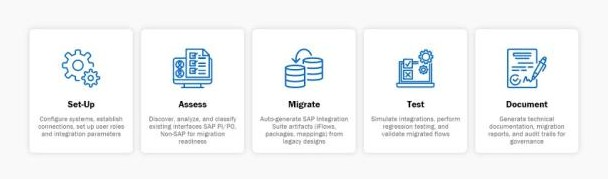 Set-Up
Configure systems, establish
connections, set up user roles
and integration parameters
Assess
Discover, analyze, and classify
existing interfaces SAP PI/PO,
Non-SAP for migration
readiness
Migrate
Auto-generate SAP Integration
Suite artifacts (iFlows,
packages, mappings) from
legacy designs
Test
Simulate integrations, perform
regression testing, and
validate migrated flows
Document
Generate technical
documentation, migration
reports, and audit trails for
governance